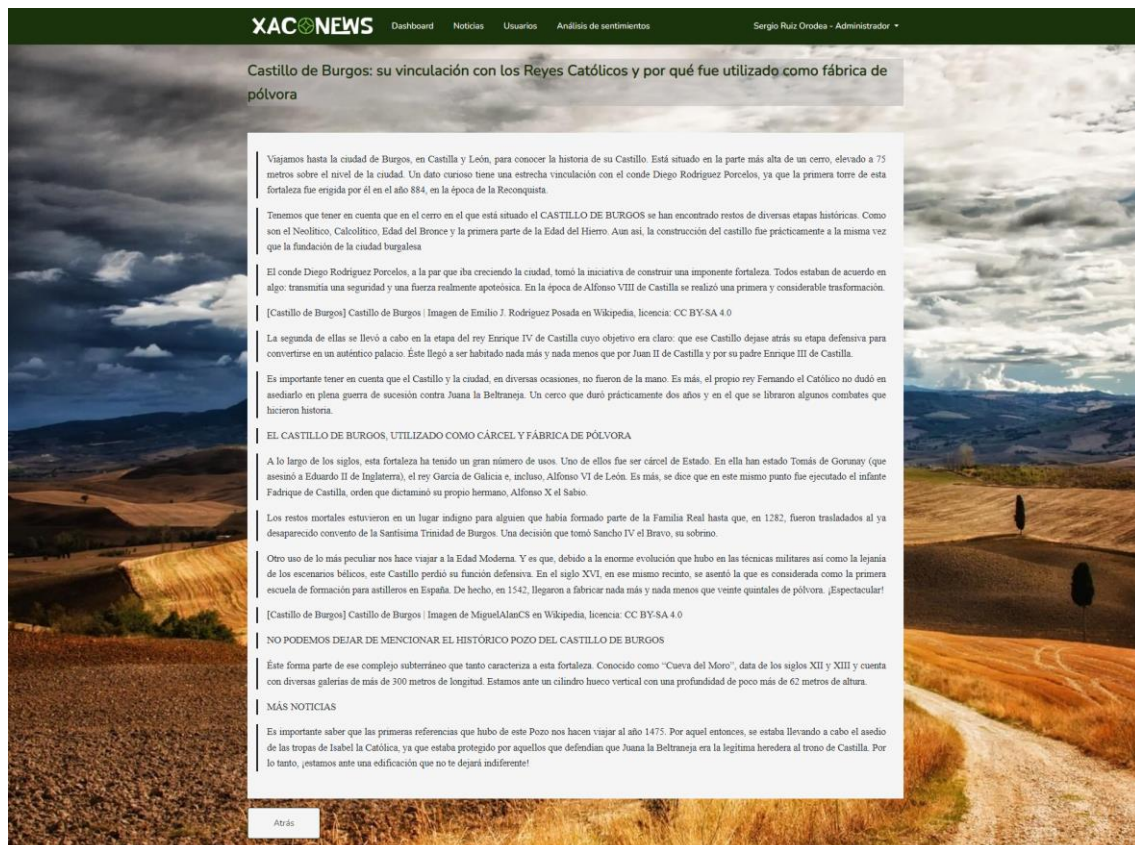 XACONEWS Dashboard Noticias Usuarios Análisis de sentimientos Sergio Ruiz Orodea - Administrador
Castillo de Burgos: su vinculación con los Reyes Católicos y por qué fue utilizado como fábrica de
pólvora
Viajamos hasta la ciudad de Burgos, en Castilla y León, para conocer la historia de su Castillo. Está situado en la parte más alta de un cerro, elevado a 75
metros sobre el nivel de la ciudad. Un dato curioso tiene una estrecha vinculación con el conde Diego Rodríguez Porcelos, ya que la primera torre de esta
fortaleza fue erigida por él en el año 884, en la época de la Reconquista.
Tenemos que tener en cuenta que en el cerro en el que está situado el CASTILLO DE BURGOS se han encontrado restos de diversas etapas históricas. Como
son el Neolítico, Calcolítico, Edad del Bronce y la primera parte de la Edad del Hierro. Aun así, la construcción del castillo fue prácticamente a la misma vez
que la fundación de la ciudad burgalesa
El conde Diego Rodríguez Porcelos, a la par que iba creciendo la ciudad, tomó la iniciativa de construir una imponente fortaleza. Todos estaban de acuerdo en
algo: transmitía una seguridad y una fuerza realmente apoteósica. En la época de Alfonso VIII de Castilla se realizó una primera y considerable trasformación.
[Castillo de Burgos] Castillo de Burgos | Imagen de Emilio J. Rodríguez Posada en Wikipedia, licencia: CC BY-SA 4.0
La segunda de ellas se llevó a cabo en la etapa del rey Enrique IV de Castilla cuyo objetivo era claro: que ese Castillo dejase atrás su etapa defensiva para
convertirse en un auténtico palacio. Éste llegó a ser habitado nada más y nada menos que por Juan II de Castilla y por su padre Enrique III de Castilla.
Es importante tener en cuenta que el Castillo y la ciudad, en diversas ocasiones, no fueron de la mano. Es más, el propio rey Fernando el Católico no dudó en
asediarlo en plena guerra de sucesión contra Juana la Beltraneja. Un cerco que duró prácticamente dos años y en el que se libraron algunos combates que
hicieron historia.
EL CASTILLO DE BURGOS, UTILIZADO COMO CÁRCEL Y FÁBRICA DE PÓLVORA
A lo largo de los siglos, esta fortaleza ha tenido un gran número de usos. Uno de ellos fue ser cárcel de Estado. En ella han estado Tomás de Gorunay (que
asesinó a Eduardo II de Inglaterra), el rey García de Galicia e, incluso, Alfonso VI de León. Es más, se dice que en este mismo punto fue ejecutado el infante
Fadrique de Castilla, orden que dictaminó su propio hermano, Alfonso X el Sabio.
Los restos mortales estuvieron en un lugar indigno para alguien que había formado parte de la Familia Real hasta que, en 1282, fueron trasladados al ya
desaparecido convento de la Santísima Trinidad de Burgos. Una decisión que tomó Sancho IV el Bravo, su sobrino.
Otro uso de lo más peculiar nos hace viajar a la Edad Moderna. Y es que, debido a la enorme evolución que hubo en las técnicas militares así como la lejanía
de los escenarios bélicos, este Castillo perdió su función defensiva. En el siglo XVI, en ese mismo recinto, se asentó la que es considerada como la primera
escuela de formación para astilleros en España. De hecho, en 1542, llegaron a fabricar nada más y nada menos que veinte quintales de pólvora. ¡Espectacular!
[Castillo de Burgos] Castillo de Burgos | Imagen de MiguelAlanCS en Wikipedia, licencia: CC BY-SA 4.0
NO PODEMOS DEJAR DE MENCIONAR EL HISTÓRICO POZO DEL CASTILLO DE BURGOS
Éste forma parte de ese complejo subterráneo que tanto caracteriza a esta fortaleza. Conocido como “Cueva del Moro”, data de los siglos XII y XIII y cuenta
con diversas galerías de más de 300 metros de longitud. Estamos ante un cilindro hueco vertical con una profundidad de poco más de 62 metros de altura.
MÁS NOTICIAS
Es importante saber que las primeras referencias que hubo de este Pozo nos hacen viajar al año 1475. Por aquel entonces, se estaba llevando a cabo el asedio
de las tropas de Isabel la Católica, ya que estaba protegido por aquellos que defendían que Juana la Beltraneja era la legítima heredera al trono de Castilla. Por
lo tanto, ¡estamos ante una edificación que no te dejará indiferente!
Atrás